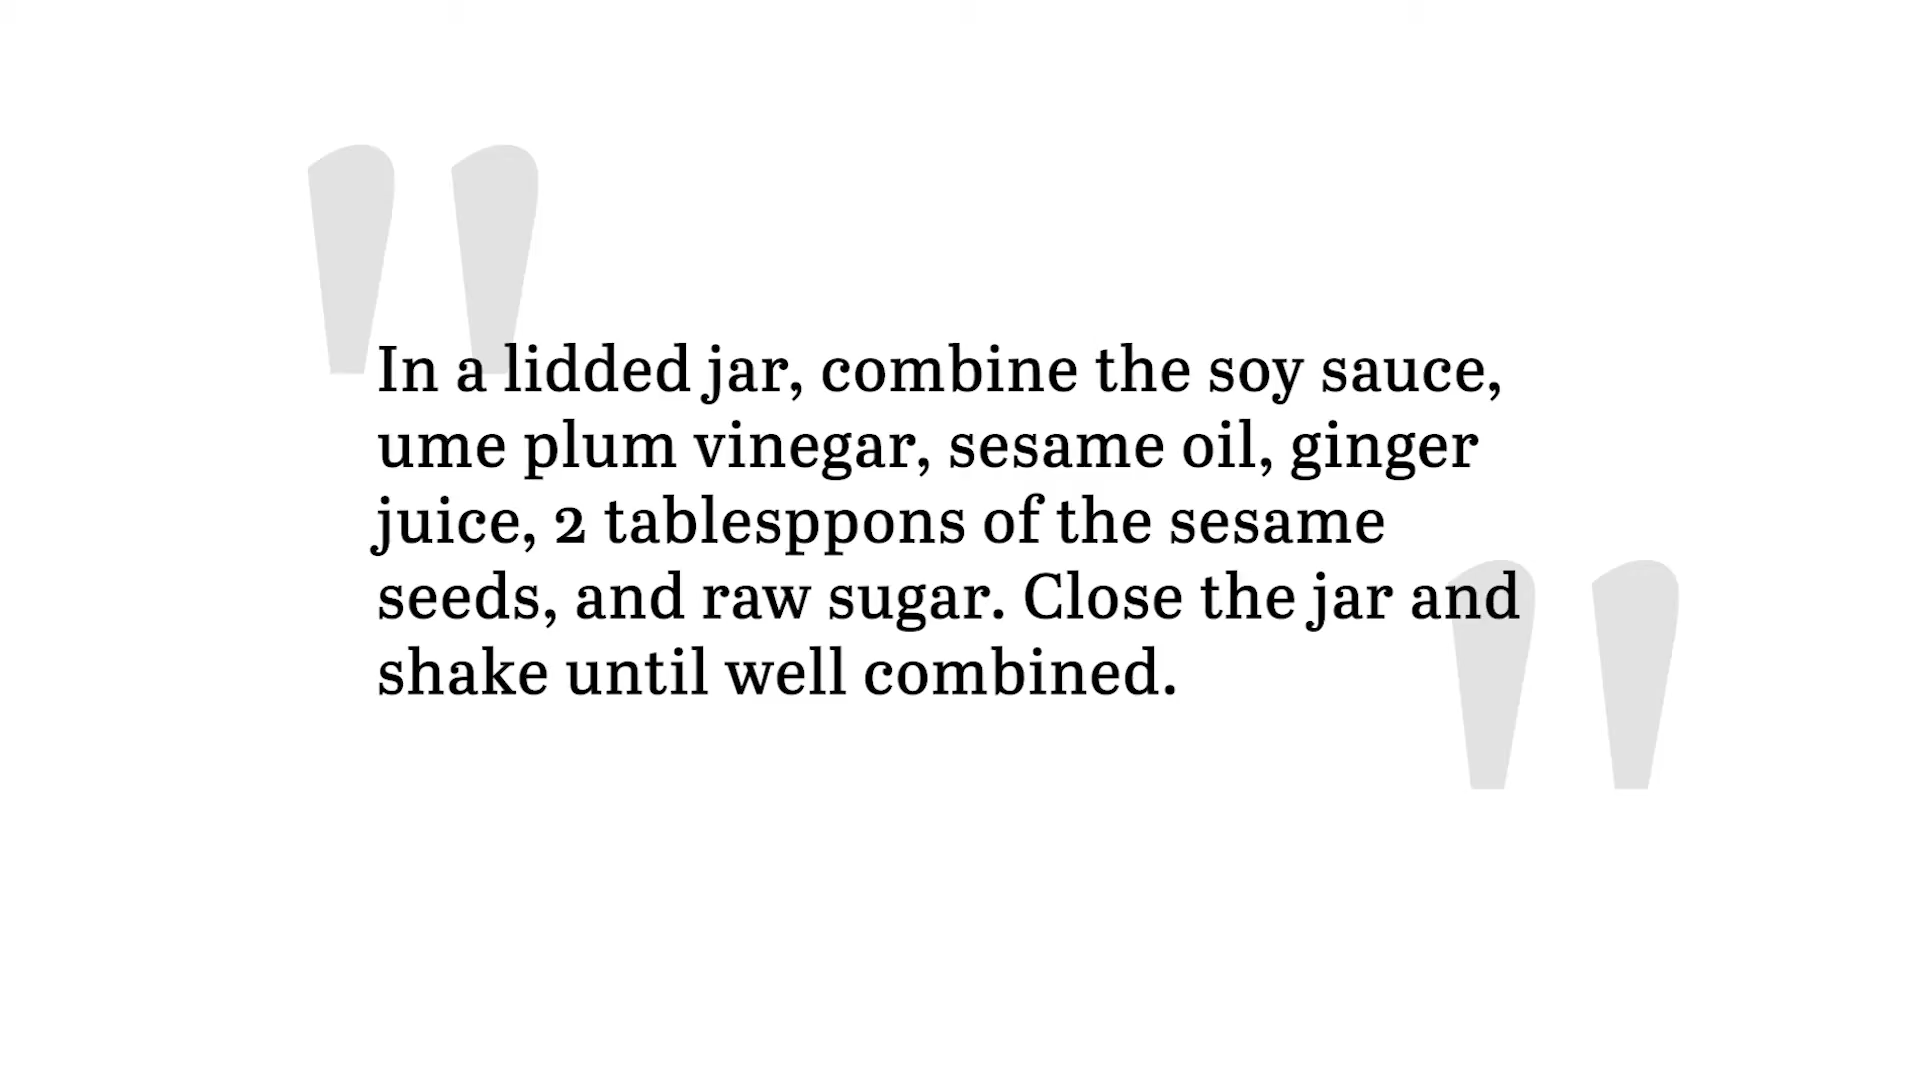 In a lidded jar, combine the soy sauce,
ume plum vinegar, sesame oil, ginger
juice, 2 tablesppons of the sesame
seeds, and raw sugar. Close the jar and
shake until well combined.